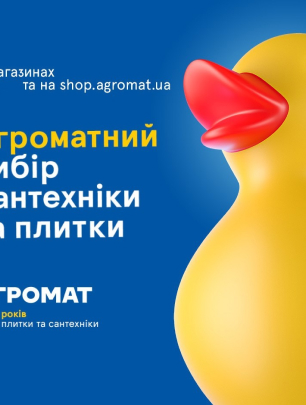 агазинах
та на shop.agromat.ua
громатний
ибір
антехніки
а плитки
ГРОМАТ
років
плитки та сантехніки